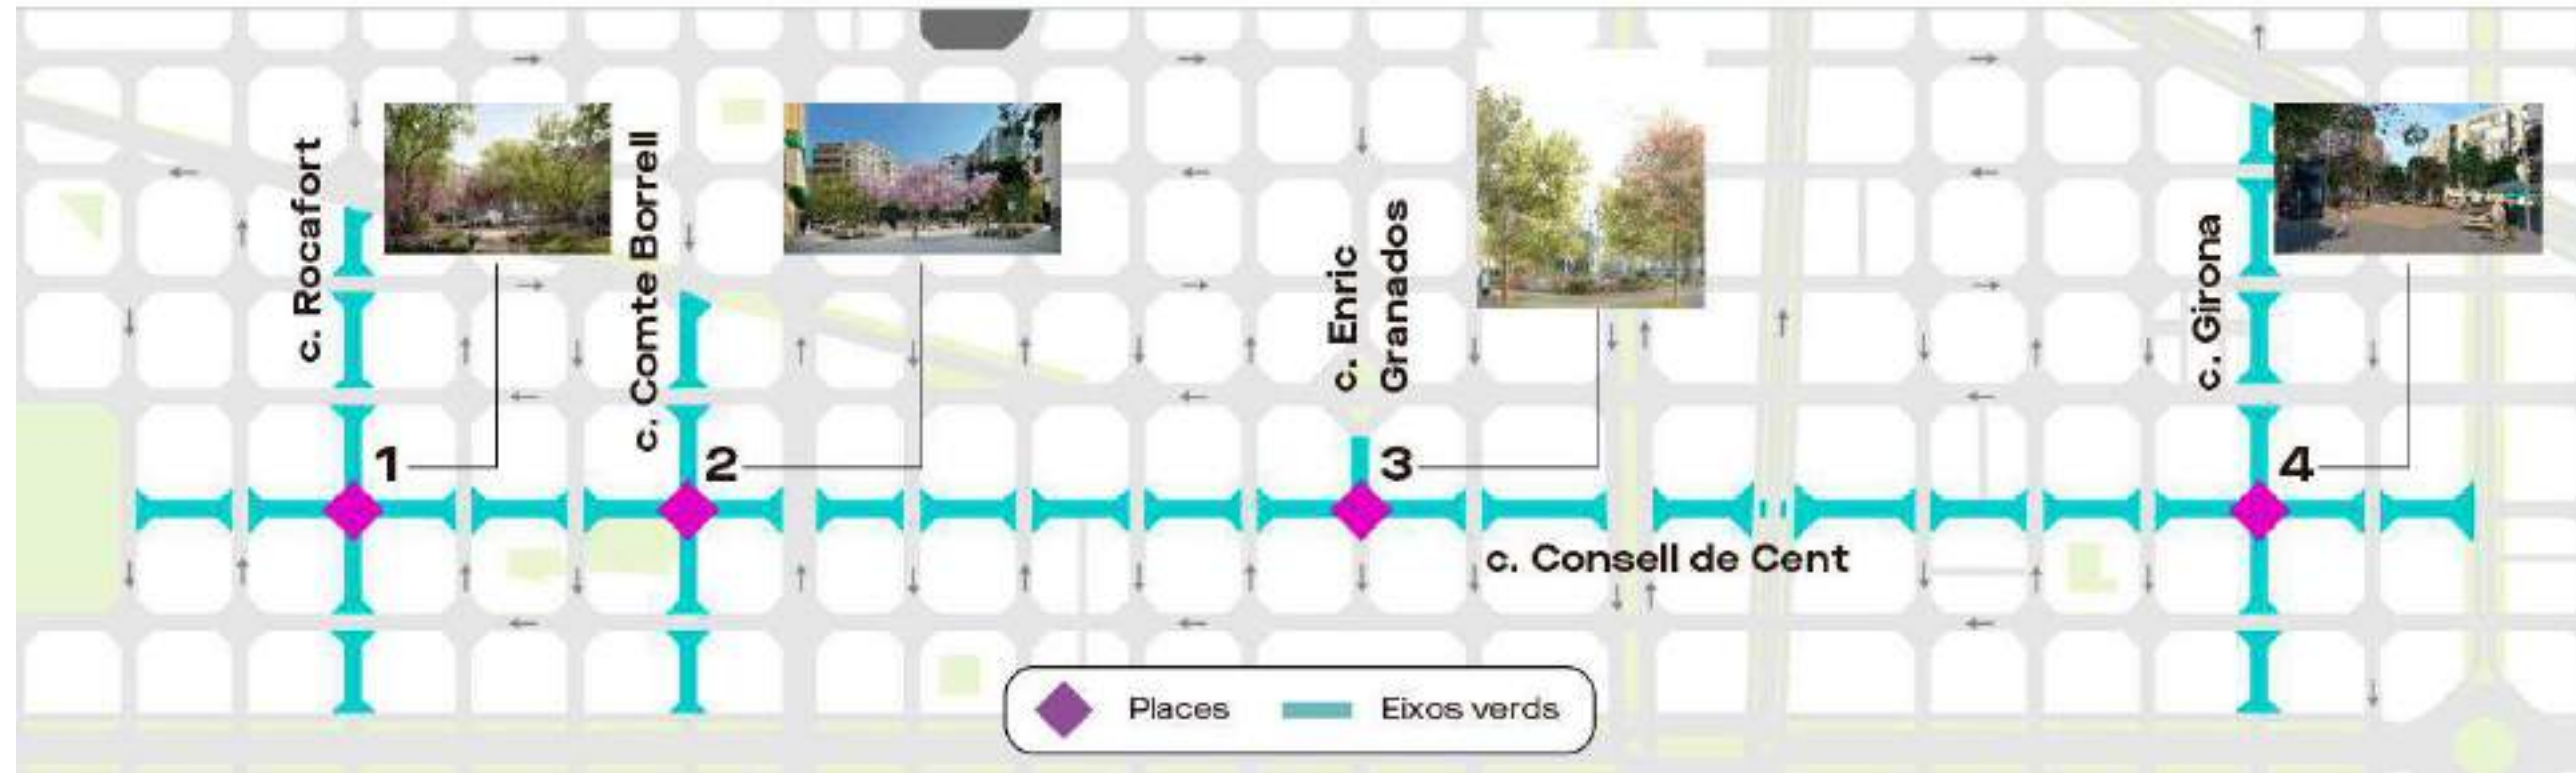 c. Rocafort
1
c. Comte Borrell
2
c. Enric
Granados
3
c. Girona
4
c. Consell de Cent
Places
Eixos verds